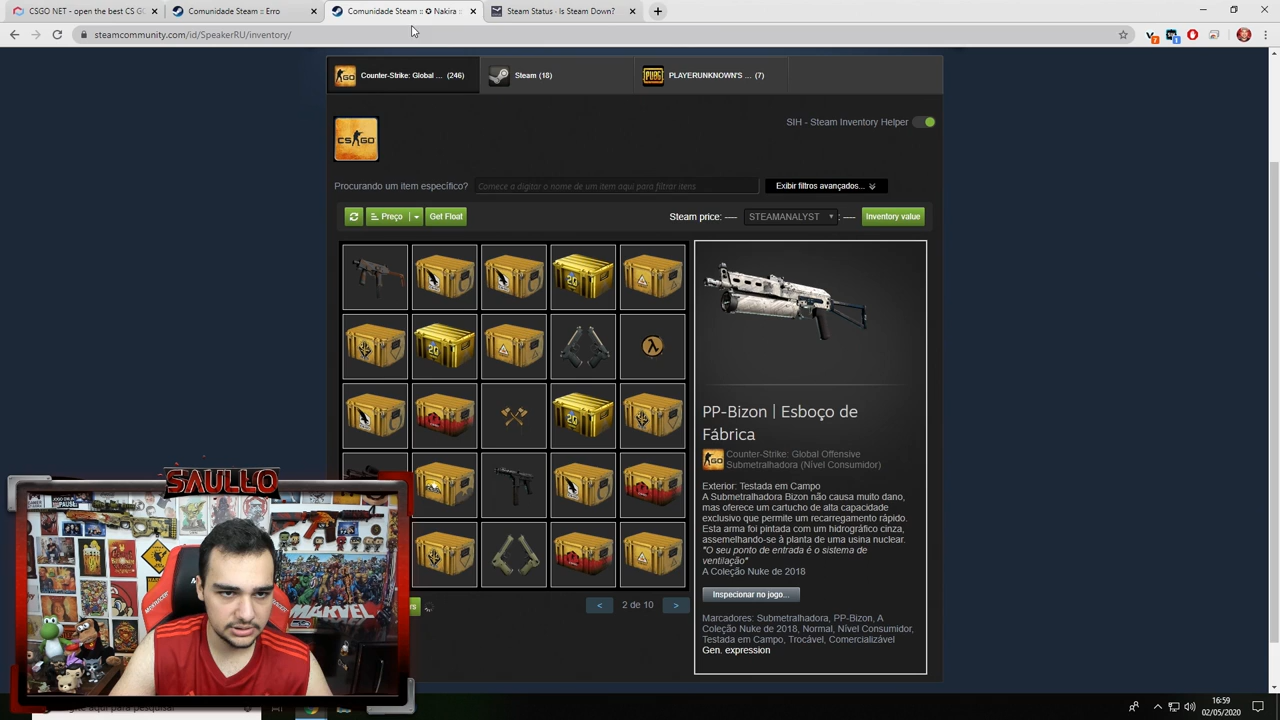 CSGO NET - open the best CS GO
Comunidade Steam :: Erro
Comunidade Steam :: ✪ Nakira ::
Steam Status - Is Steam Down?
steamcommunity.com/id/SpeakerRU/inventory/
Counter-Strike: Global ... (246)
Steam (18)
PLAYERUNKNOWN'S ... (7)
CS GO
SIH - Steam Inventory Helper
Procurando um item específico?
Comece a digitar o nome de um item aqui para filtrar itens
Exibir filtros avançados...
Preço
Get Float
Steam price: —
STEAMANALYST
: —
Inventory value
PP-Bizon | Esboço de
Fábrica
Counter-Strike: Global Offensive
Submetralhadora (Nível Consumidor)
Exterior: Testada em Campo
A Submetralhadora Bizon não causa muito dano,
mas oferece um cartucho de alta capacidade
exclusivo que permite um recarregamento rápido.
Esta arma foi pintada com um hidrográfico cinza,
assemelhando-se à planta de uma usina nuclear.
"O seu ponto de entrada é o sistema de
ventilação"
A Coleção Nuke de 2018
Inspecionar no jogo...
Marcadores: Submetralhadora, PP-Bizon, A
Coleção Nuke de 2018, Normal, Nível Consumidor,
Testada em Campo, Trocável, Comercializável
Gen. expression
< 2 de 10 >
SAULLO
MARVEL
aqui para pesquisar
16:59
02/05/2020